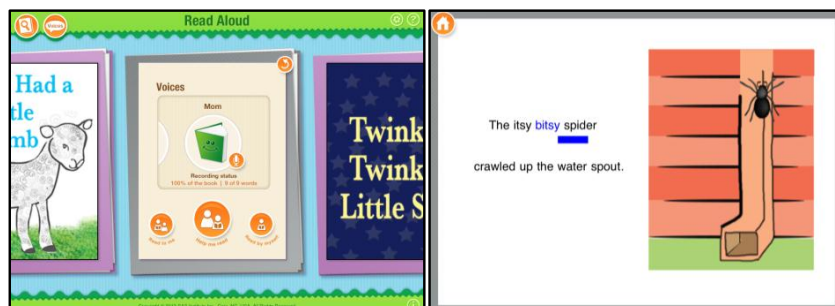 Voices
Read Aloud
?
Had a
tle
mb
Voices
Mom
Recording status
100% of the book | 9 of 9 words
Read to me
Help me read
Read by myself
Twink
Twink
Little S
The itsy bitsy spider
crawled up the water spout.